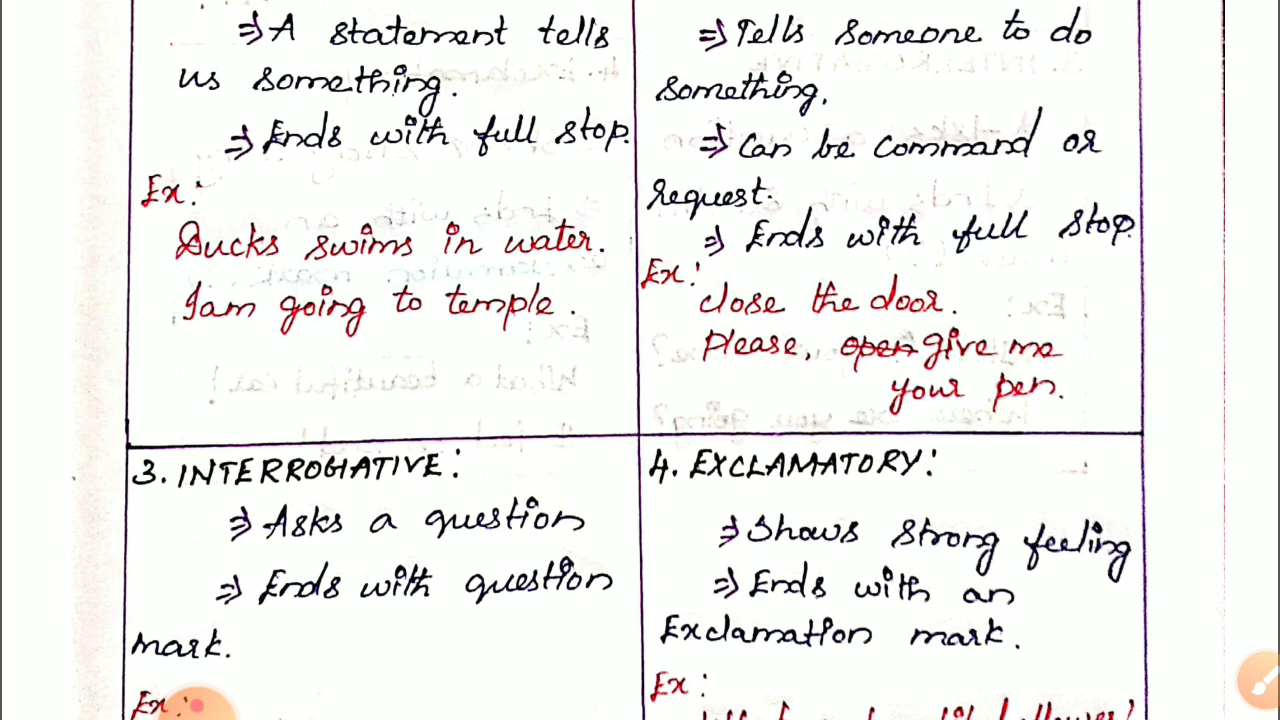 ⇒ A statement tells
us something.
⇒ Ends with full stop.
Ex:
Ducks swims in water.
I am going to temple.
⇒ Tells someone to do
something.
⇒ Can be command or
request.
⇒ Ends with full stop.
Ex:
close the door.
Please, open give me
your pen.
3. INTERROGIATIVE:
⇒ Asks a question
⇒ Ends with question
mark.
Ex:
4. EXCLAMATORY:
⇒ Shows strong feeling
⇒ Ends with an
Exclamation mark.
Ex: